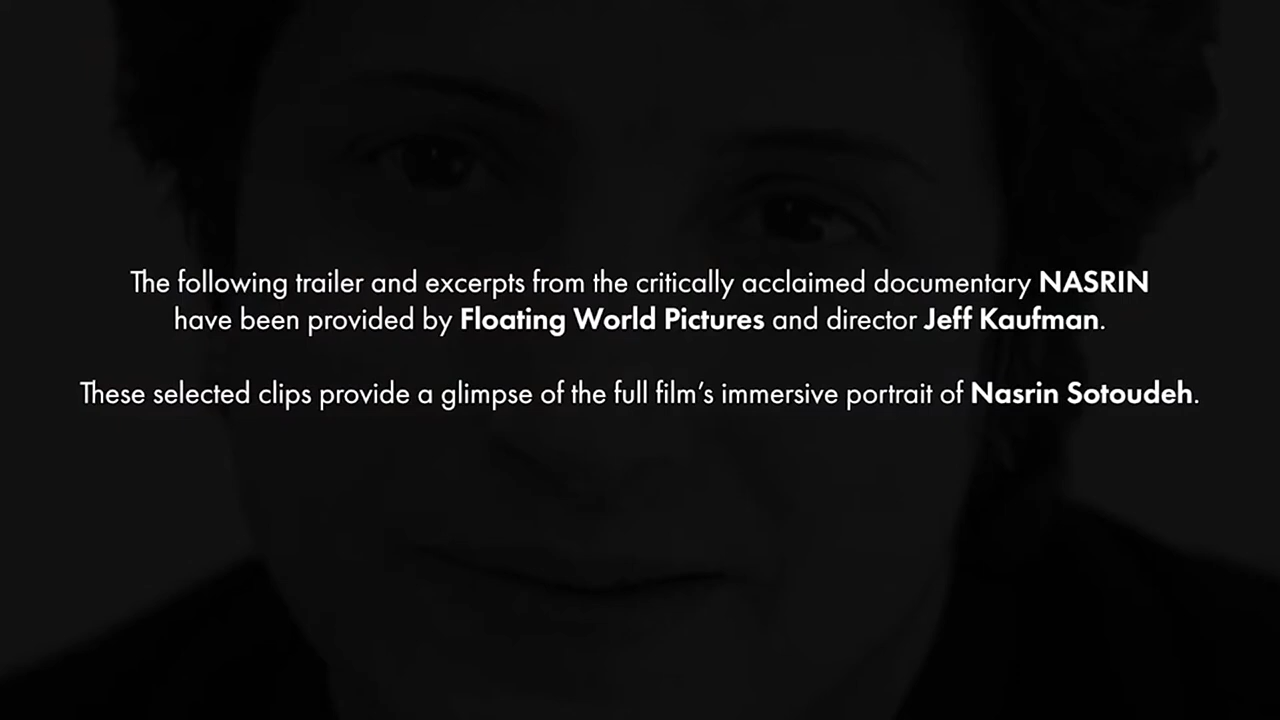 The following trailer and excerpts from the critically acclaimed documentary NASRIN
have been provided by Floating World Pictures and director Jeff Kaufman.
These selected clips provide a glimpse of the full film’s immersive portrait of Nasrin Sotoudeh.